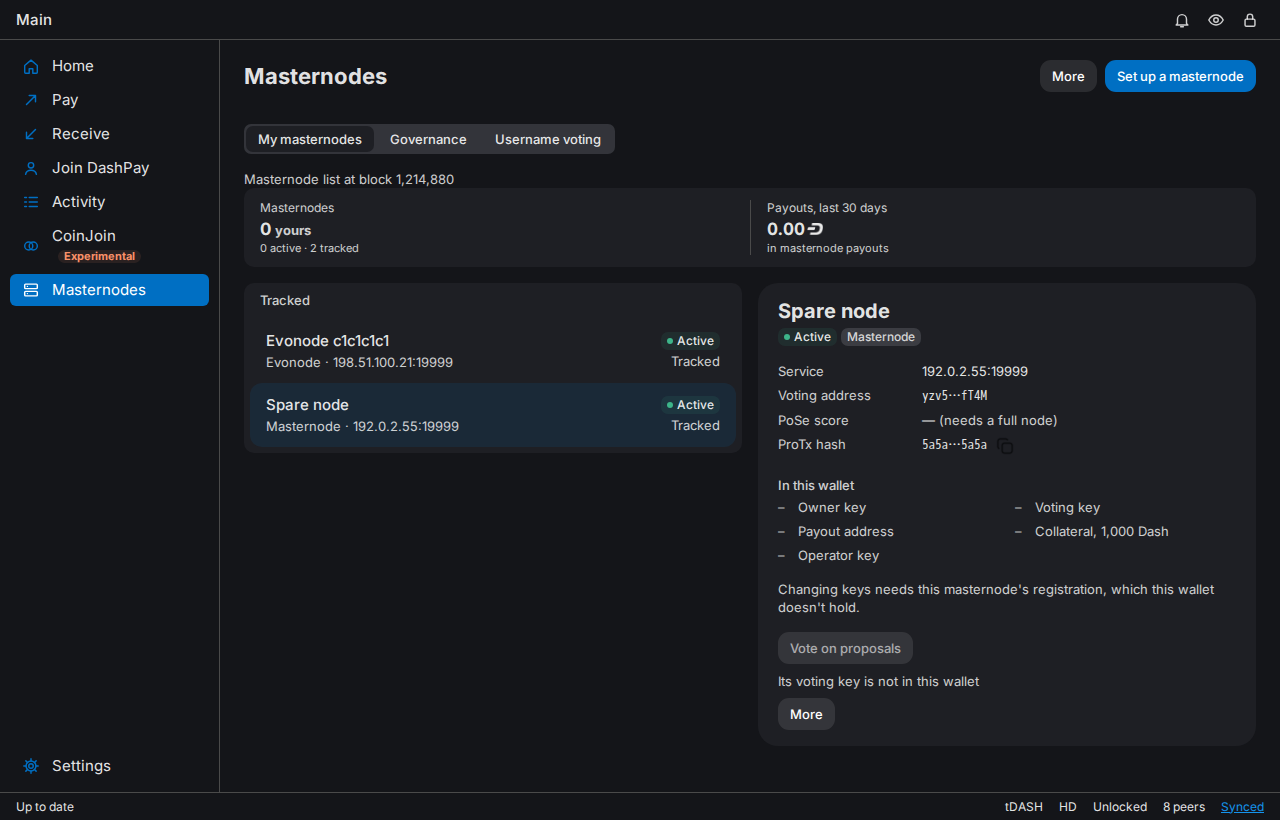 Main
Home
Pay
Receive
Join DashPay
Activity
CoinJoin
Experimental
Masternodes
Settings
Masternodes
More
Set up a masternode
My masternodes
Governance
Username voting
Masternode list at block 1,214,880
Masternodes
0 yours
0 active · 2 tracked
Payouts, last 30 days
0.00
in masternode payouts
Tracked
Evonode c1c1c1c1
Active
Evonode · 198.51.100.21:19999
Tracked
Spare node
Active
Masternode · 192.0.2.55:19999
Tracked
Spare node
Active
Masternode
Service 192.0.2.55:19999
Voting address yzv5···fT4M
PoSe score — (needs a full node)
ProTx hash 5a5a···5a5a
In this wallet
– Owner key
– Voting key
– Payout address
– Collateral, 1,000 Dash
– Operator key
Changing keys needs this masternode's registration, which this wallet
doesn't hold.
Vote on proposals
Its voting key is not in this wallet
More
Up to date
tDASH
HD
Unlocked
8 peers
Synced